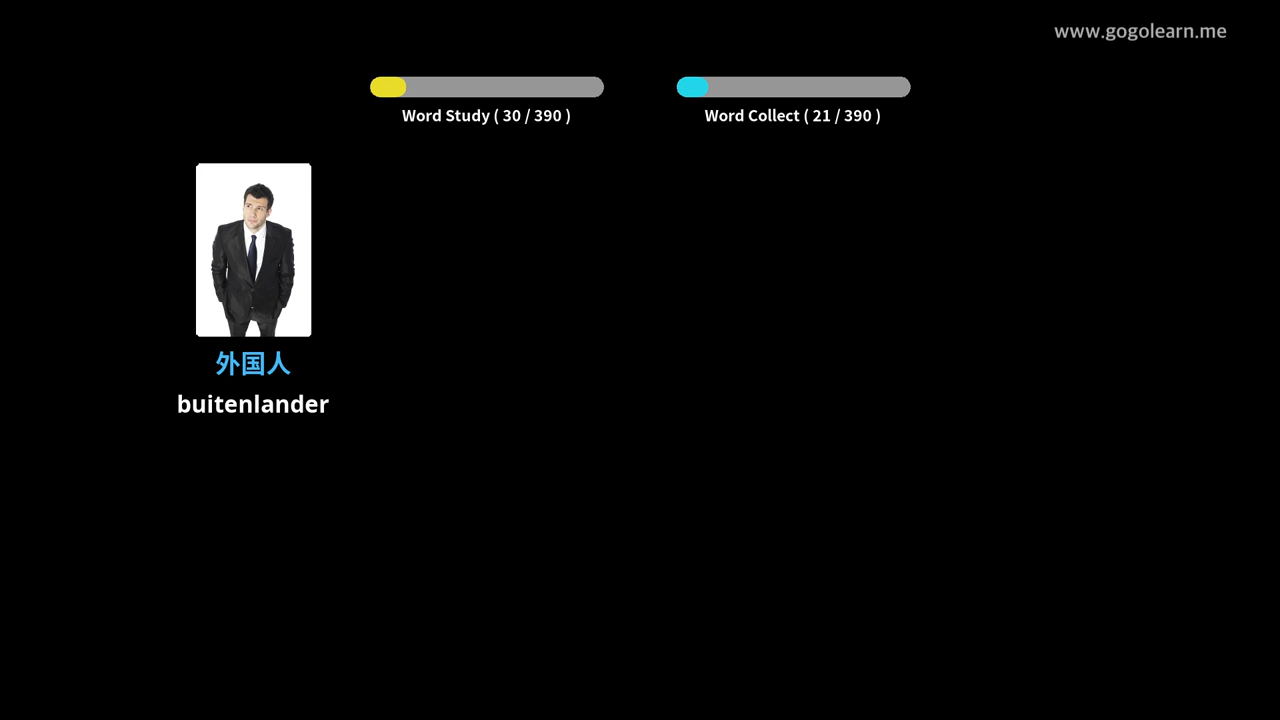 www.gogolearn.me
Word Study ( 30 / 390 )
Word Collect ( 21 / 390 )
外国人
buitenlander